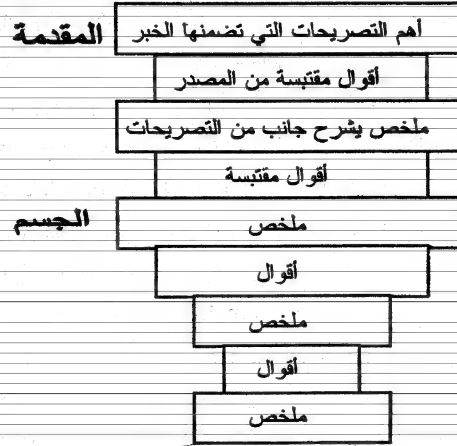 المقدمة أهم التصريحات التي تضمنها الخبر
أقوال مقتبسة من المصدر
ملخص يشرح جانب من التصريحات
أقوال مقتبسة
الجسم ملخص
أقوال
ملخص
أقوال
ملخص